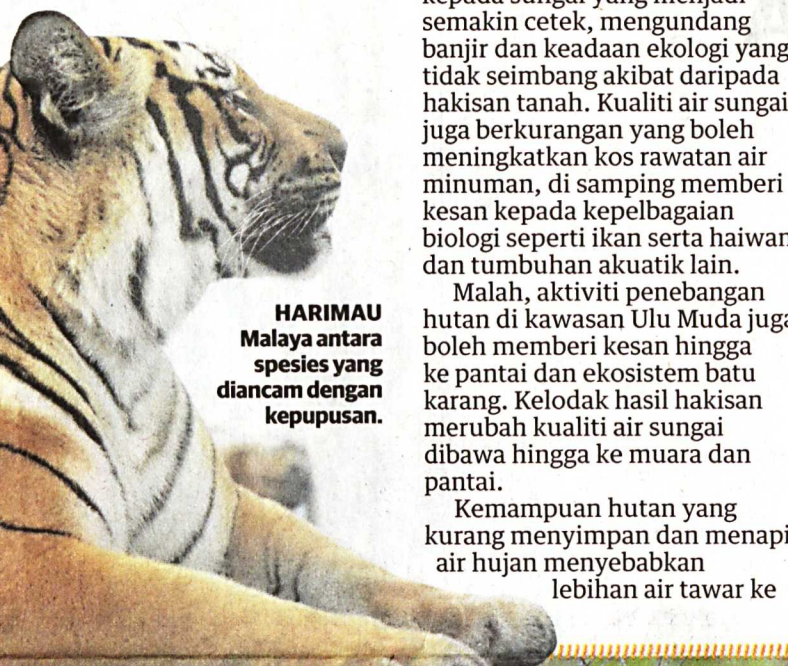 HARIMAU
Malaya antara
spesies yang
diancam dengan
kepupusan.
semakin cetek, mengundang
banjir dan keadaan ekologi yang
tidak seimbang akibat daripada
hakisan tanah. Kualiti air sungai
juga berkurangan yang boleh
meningkatkan kos rawatan air
minuman, di samping memberi
kesan kepada kepelbagaian
biologi seperti ikan serta haiwan
dan tumbuhan akuatik lain.
Malah, aktiviti penebangan
hutan di kawasan Ulu Muda juga
boleh memberi kesan hingga
ke pantai dan ekosistem batu
karang. Kelodak hasil hakisan
merubah kualiti air sungai
dibawa hingga ke muara dan
pantai.
Kemampuan hutan yang
kurang menyimpan dan menapi
air hujan menyebabkan
lebihan air tawar ke